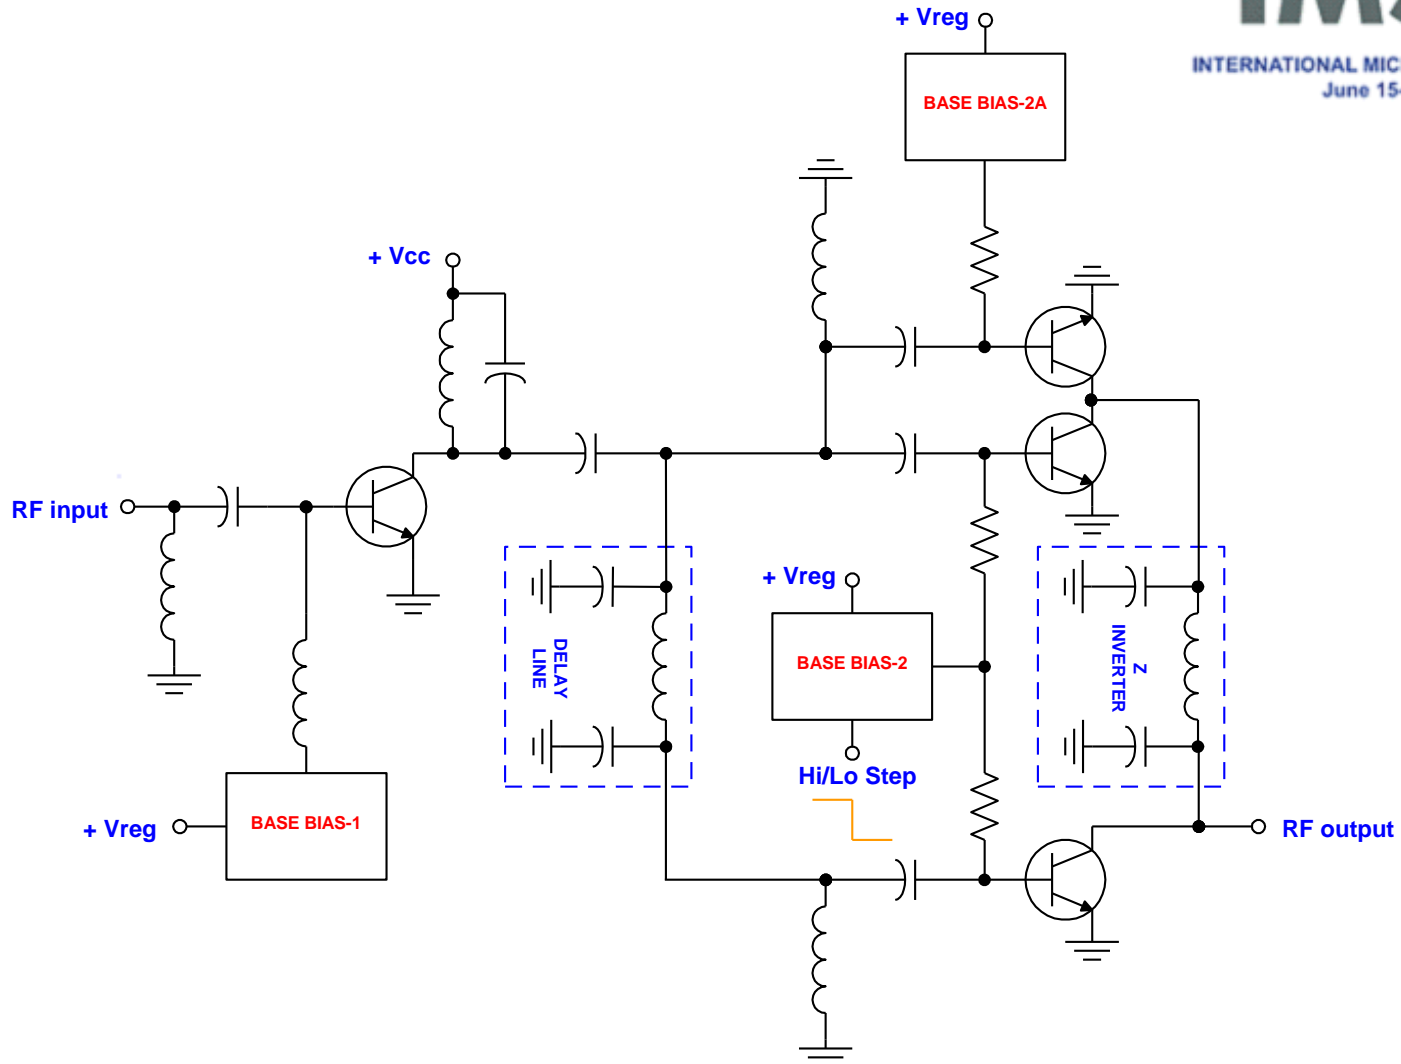 + Vreg
INTERNATIONAL
June 15-
BASE BIAS-2A
+ Vcc
RF input
+ Vreg
DELAY
LINE
BASE BIAS-2
Z
INVERTER
Hi/Lo Step
+ Vreg
BASE BIAS-1
RF output